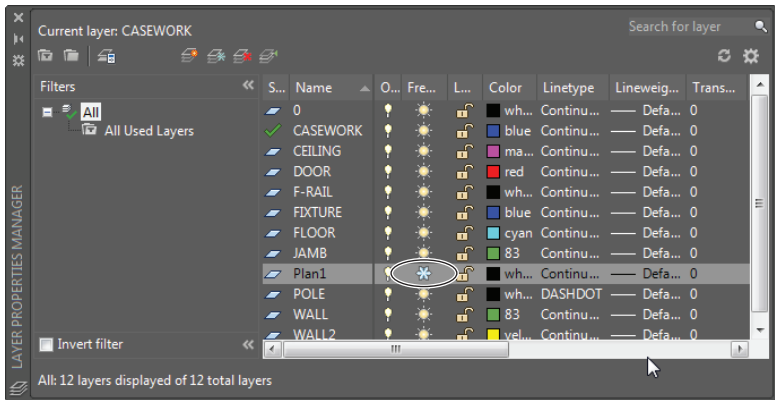 Current layer: CASEWORK
Search for layer
Filters
All
All Used Layers
Invert filter
S... Name O... Fre... L... Color Linetype Lineweig... Trans...
0 wh... Continu... Defa... 0
CASEWORK blue Continu... Defa... 0
CEILING ma... Continu... Defa... 0
DOOR red Continu... Defa... 0
F-RAIL wh... Continu... Defa... 0
FIXTURE blue Continu... Defa... 0
FLOOR cyan Continu... Defa... 0
JAMB 83 Continu... Defa... 0
Plan1 wh... Continu... Defa... 0
POLE wh... DASHDOT Defa... 0
WALL 83 Continu... Defa... 0
WALL2 yel... Continu... Defa... 0
All: 12 layers displayed of 12 total layers
LAYER PROPERTIES MANAGER